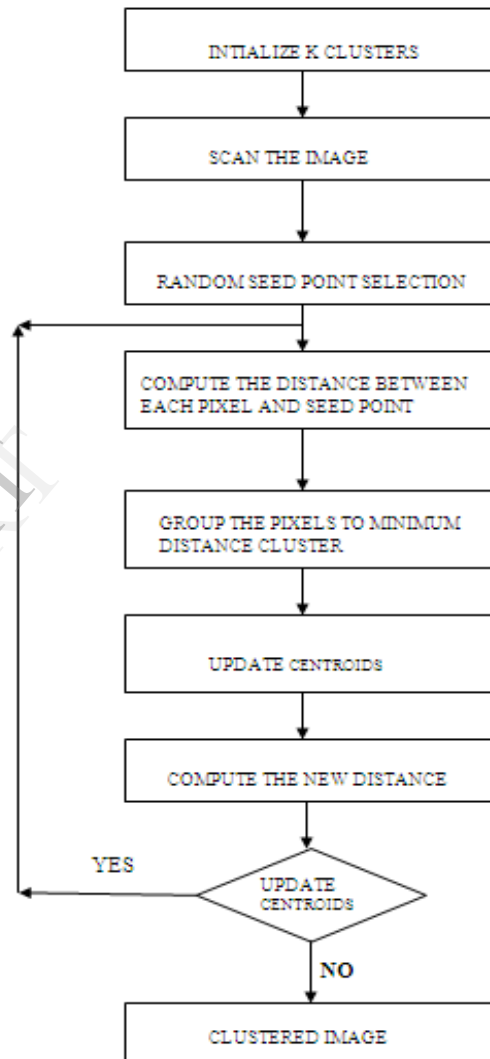 INTIALIZE K CLUSTERS
SCAN THE IMAGE
RANDOM SEED POINT SELECTION
COMPUTE THE DISTANCE BETWEEN
EACH PIXEL AND SEED POINT
GROUP THE PIXELS TO MINIMUM
DISTANCE CLUSTER
UPDATE CENTROIDS
COMPUTE THE NEW DISTANCE
YES
UPDATE
CENTROIDS
NO
CLUSTERED IMAGE